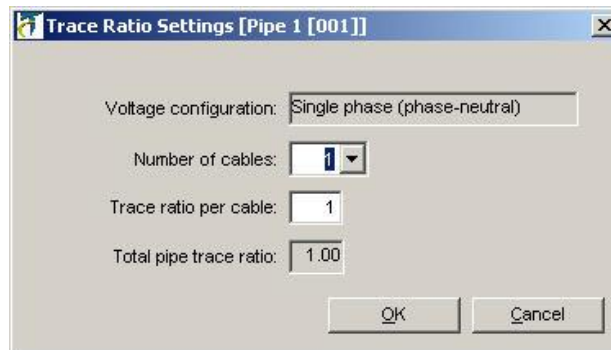 Trace Ratio Settings [Pipe 1 [001]]
Voltage configuration: Single phase (phase-neutral)
Number of cables: 1
Trace ratio per cable: 1
Total pipe trace ratio: 1.00
OK Cancel